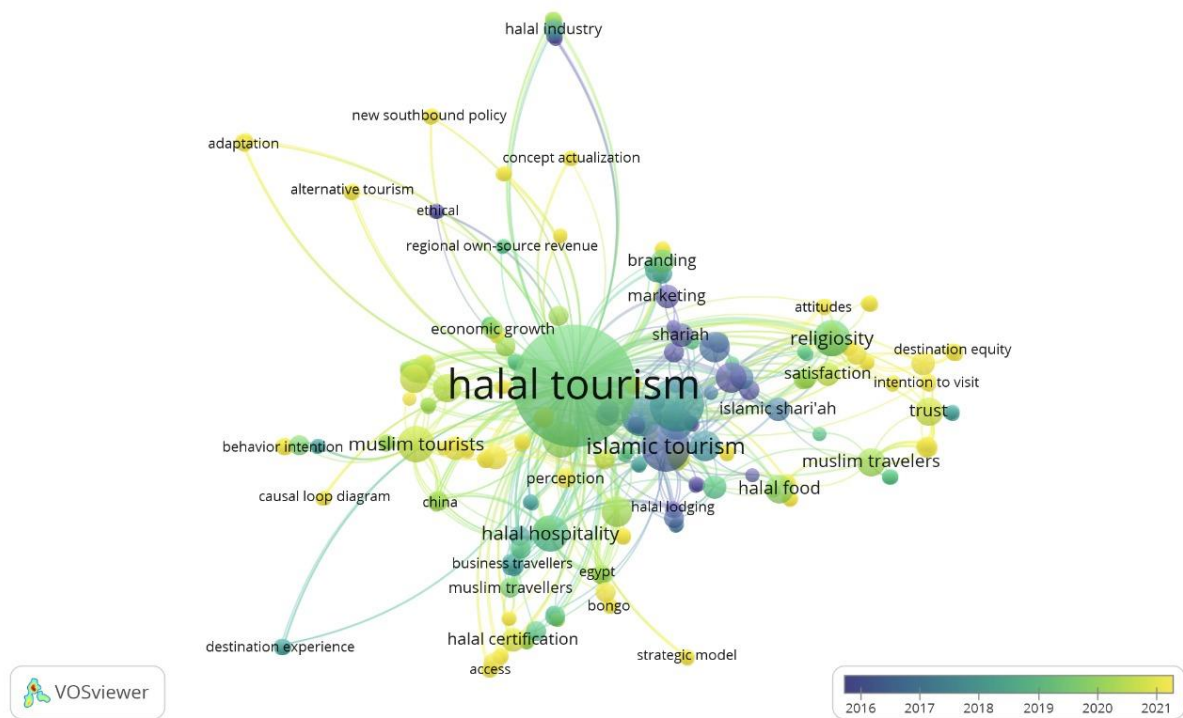 halal industry
new southbound policy
adaptation
concept actualization
alternative tourism
ethical
regional own-source revenue
branding
marketing
attitudes
economic growth
shariah
religiosity
destination equity
halal tourism
satisfaction
intention to visit
islamic shari'ah
trust
behavior intention
muslim tourists
islamic tourism
muslim travelers
causal loop diagram
perception
china
halal food
halal lodging
halal hospitality
business travellers
egypt
muslim travellers
bongo
destination experience
halal certification
access
strategic model
VOSviewer
2016 2017 2018 2019 2020 2021